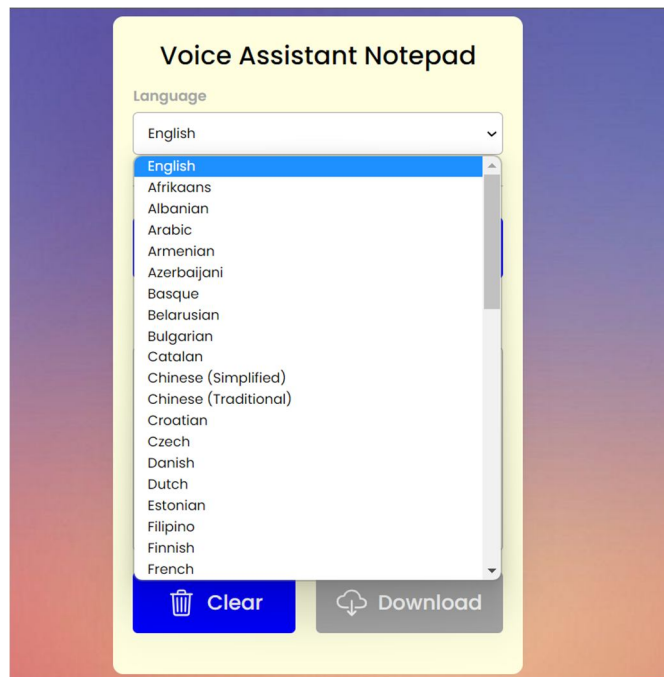 Voice Assistant Notepad
Language
English
English
Afrikaans
Albanian
Arabic
Armenian
Azerbaijani
Basque
Belarusian
Bulgarian
Catalan
Chinese (Simplified)
Chinese (Traditional)
Croatian
Czech
Danish
Dutch
Estonian
Filipino
Finnish
French
Clear Download